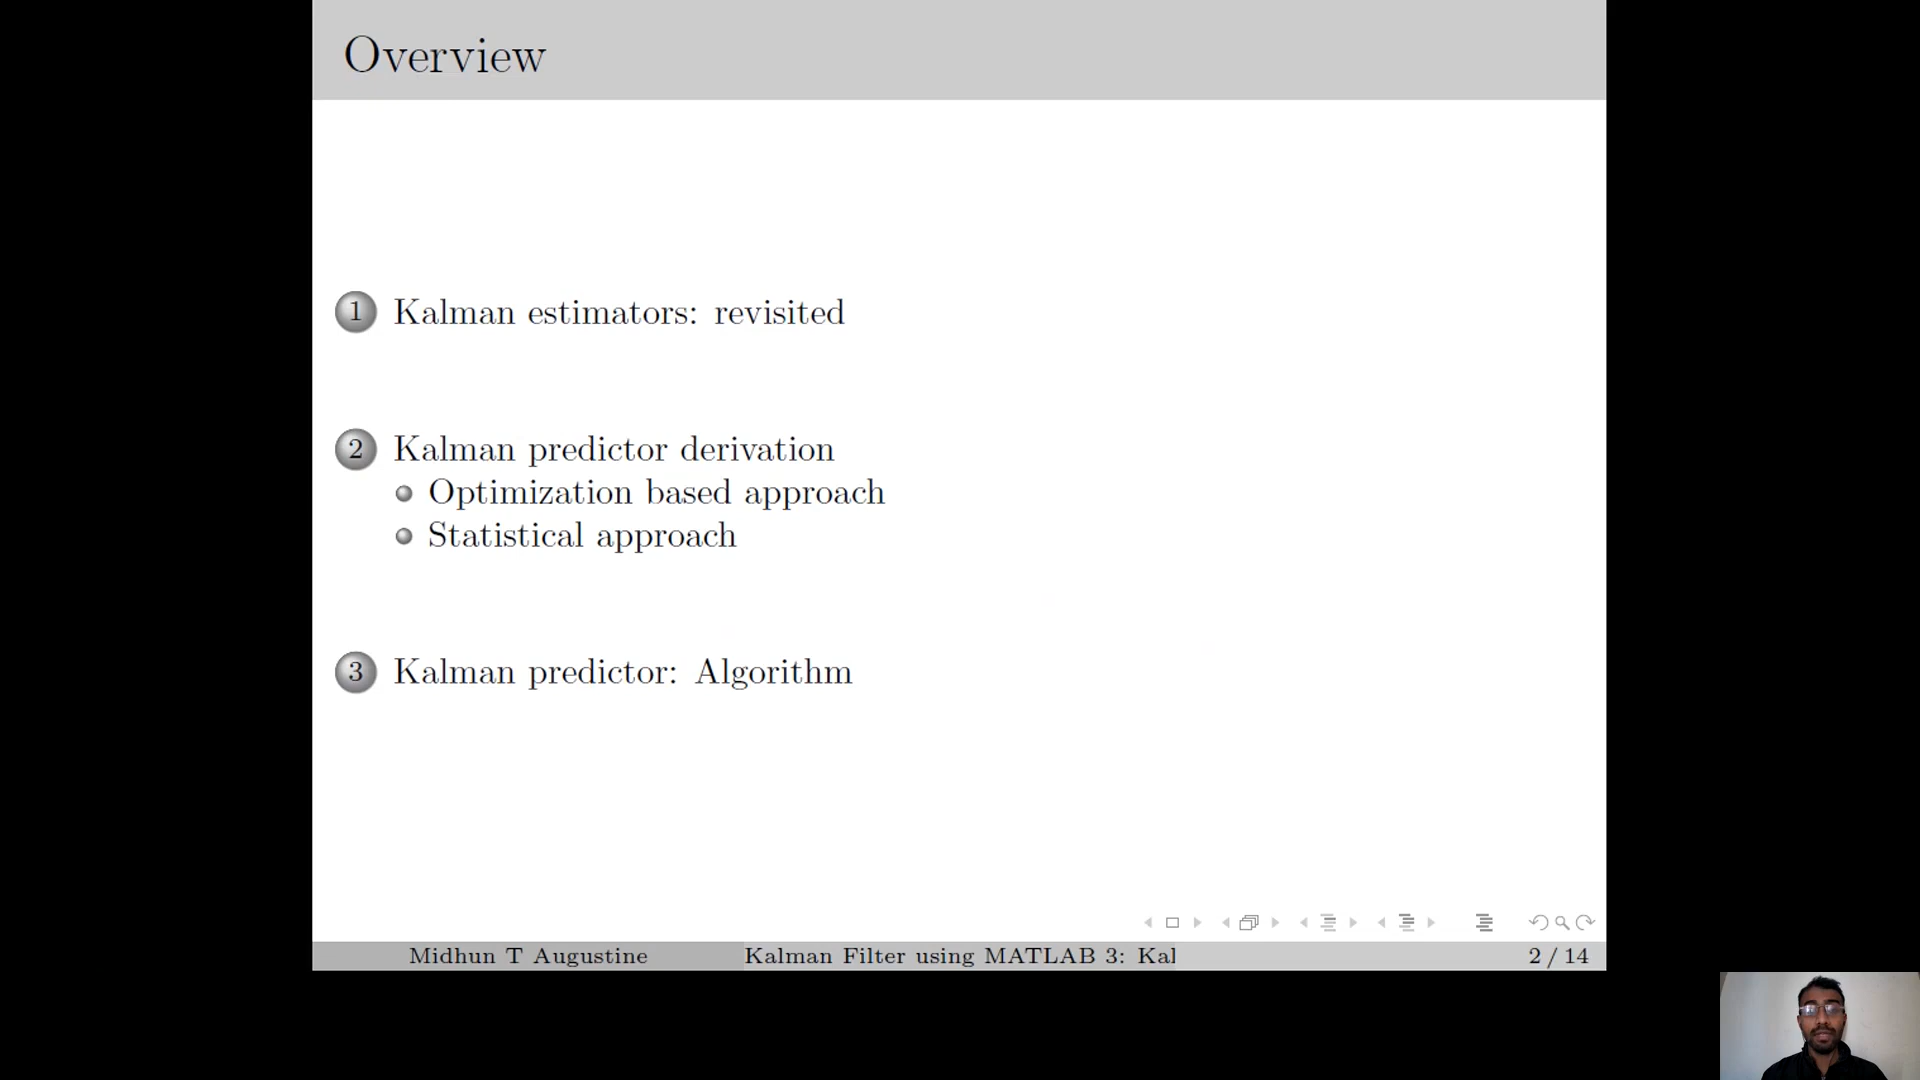 Overview
1 Kalman estimators: revisited
2 Kalman predictor derivation
Optimization based approach
Statistical approach
3 Kalman predictor: Algorithm
Midhun T Augustine Kalman Filter using MATLAB 3: Kal 2 / 14